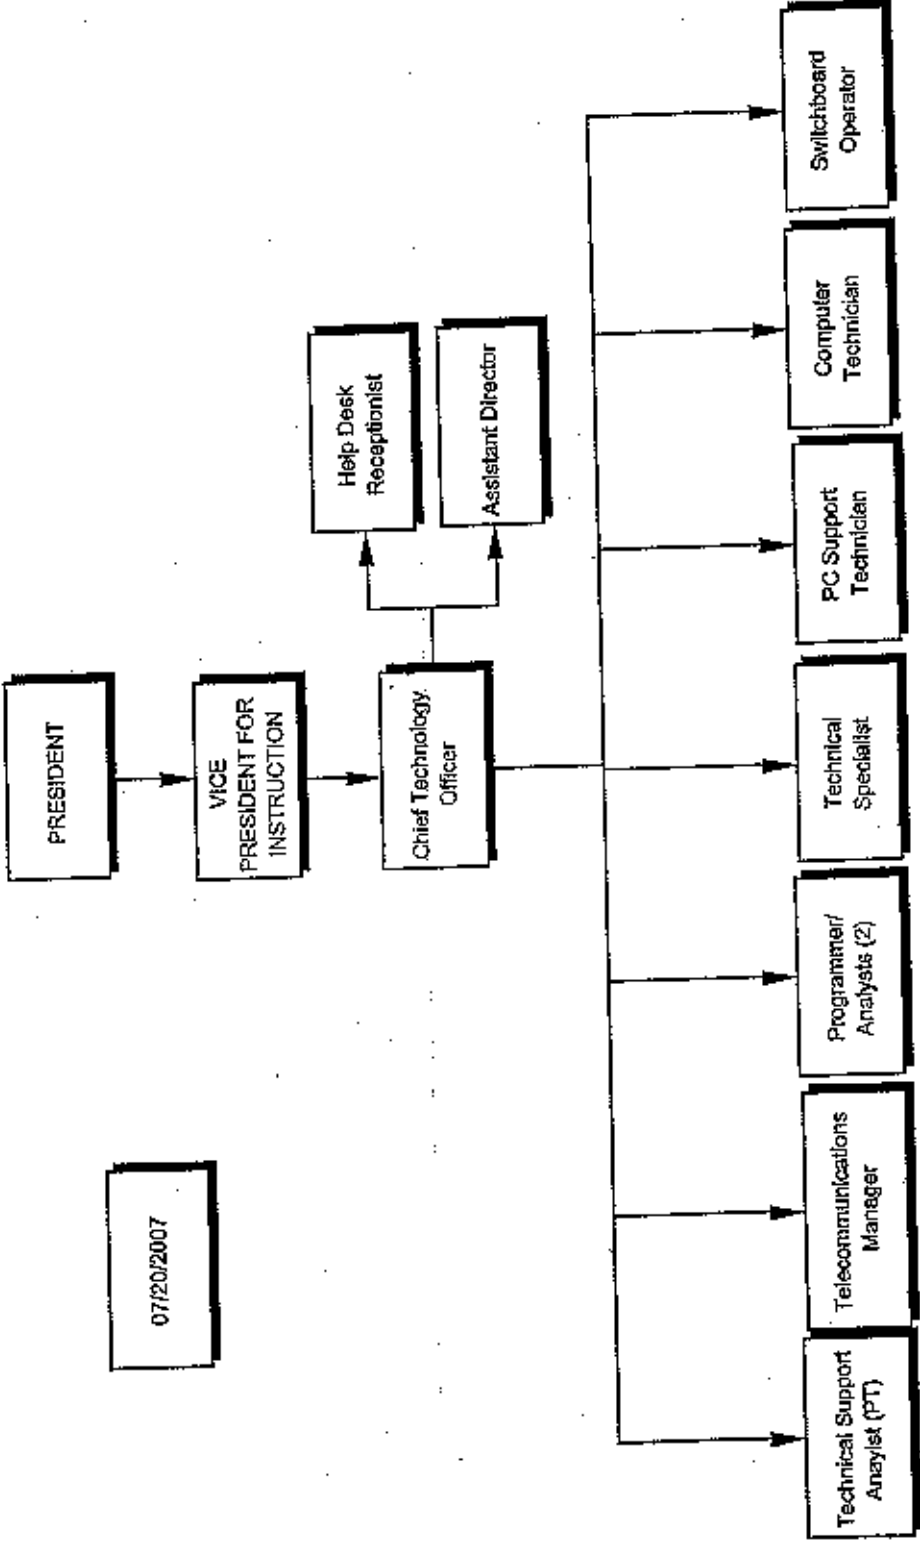 07/20/2007
PRESIDENT
VICE
PRESIDENT FOR
INSTRUCTION
Chief Technology
Officer
Help Desk
Receptionist
Assistant Director
Technical Support
Anaylst (PT)
Telecommunications
Manager
Programmer/
Analysts (2)
Technical
Specialist
PC Support
Technician
Computer
Technician
Switchboard
Operator